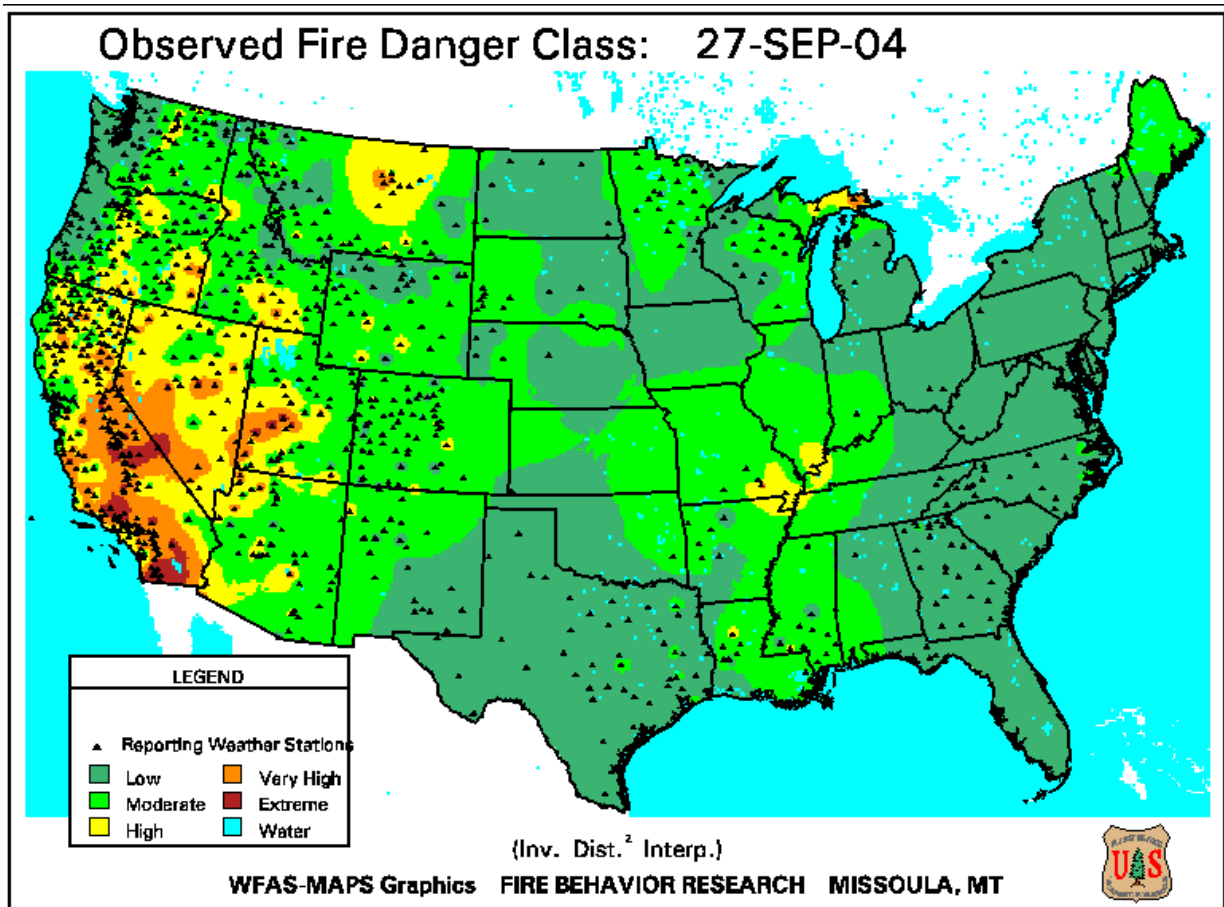 Observed Fire Danger Class: 27-SEP-04
LEGEND
Reporting Weather Stations
Low
Very High
Moderate
Extreme
High
Water
(Inv. Dist.² Interp.)
WFAS-MAPS Graphics FIRE BEHAVIOR RESEARCH MISSOULA, MT
US